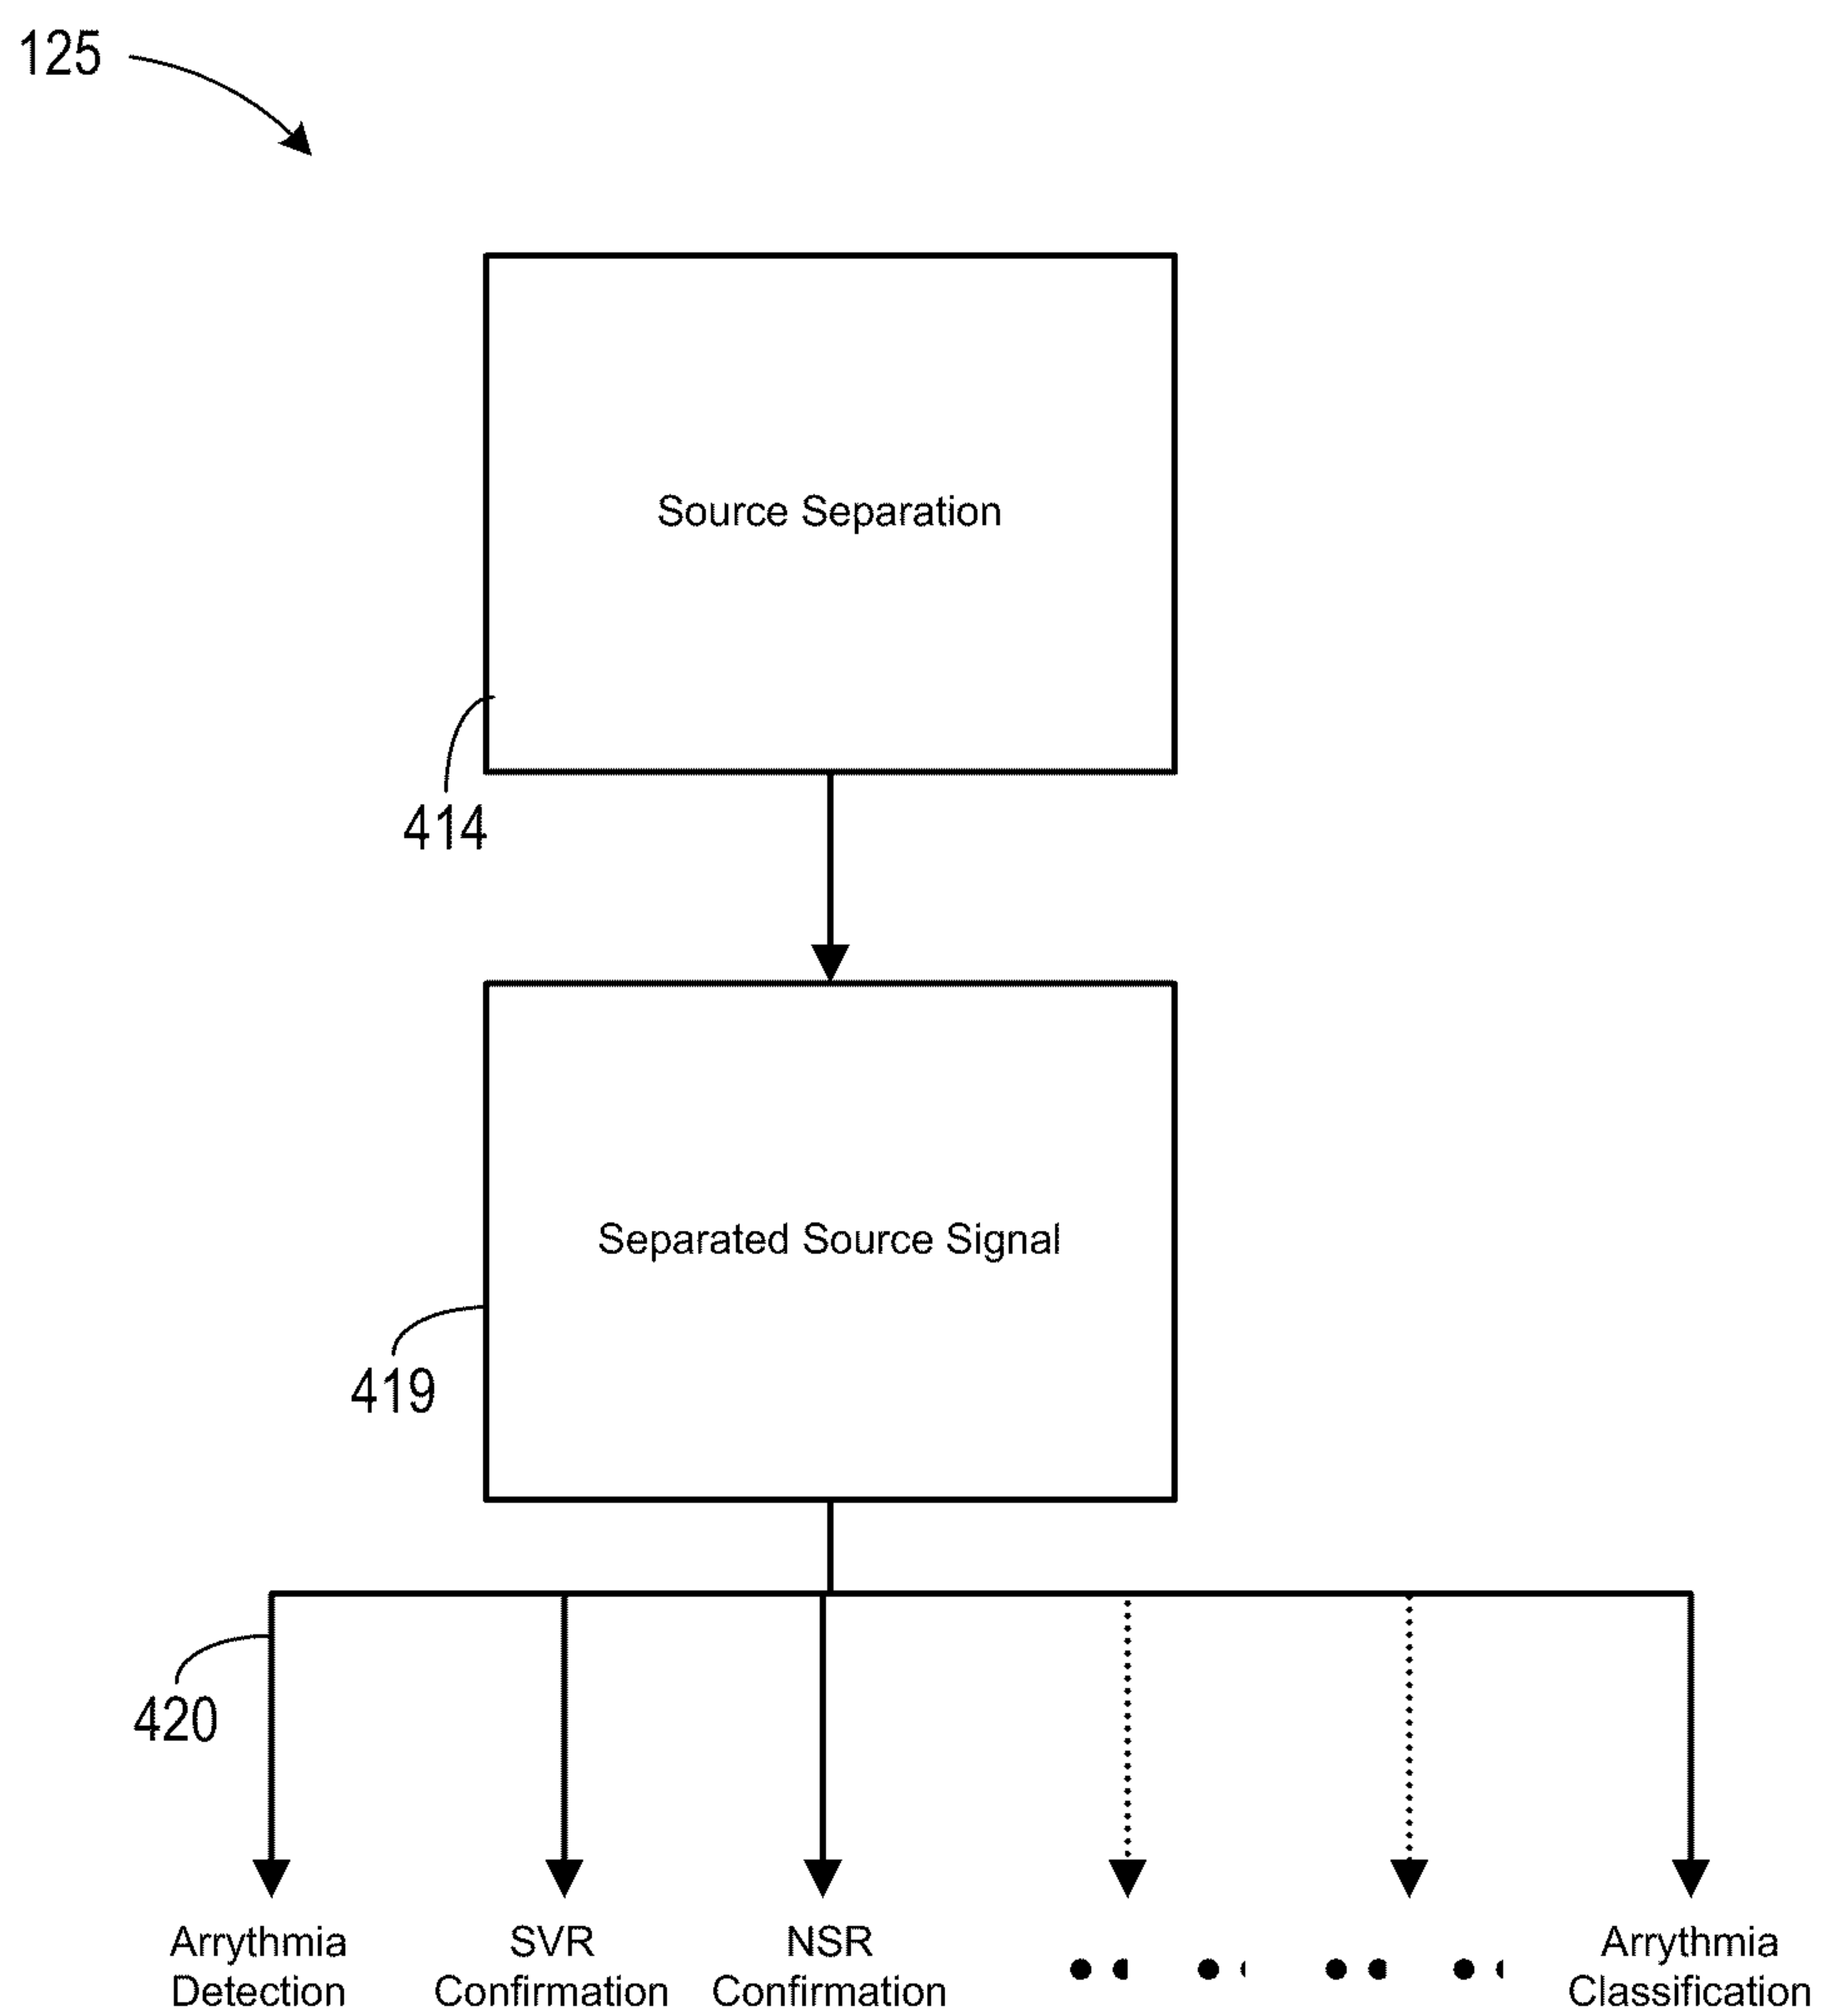 125
Source Separation
414
Separated Source Signal
419
420
Arrythmia
Detection
SVR
Confirmation
NSR
Confirmation
Arrythmia
Classification